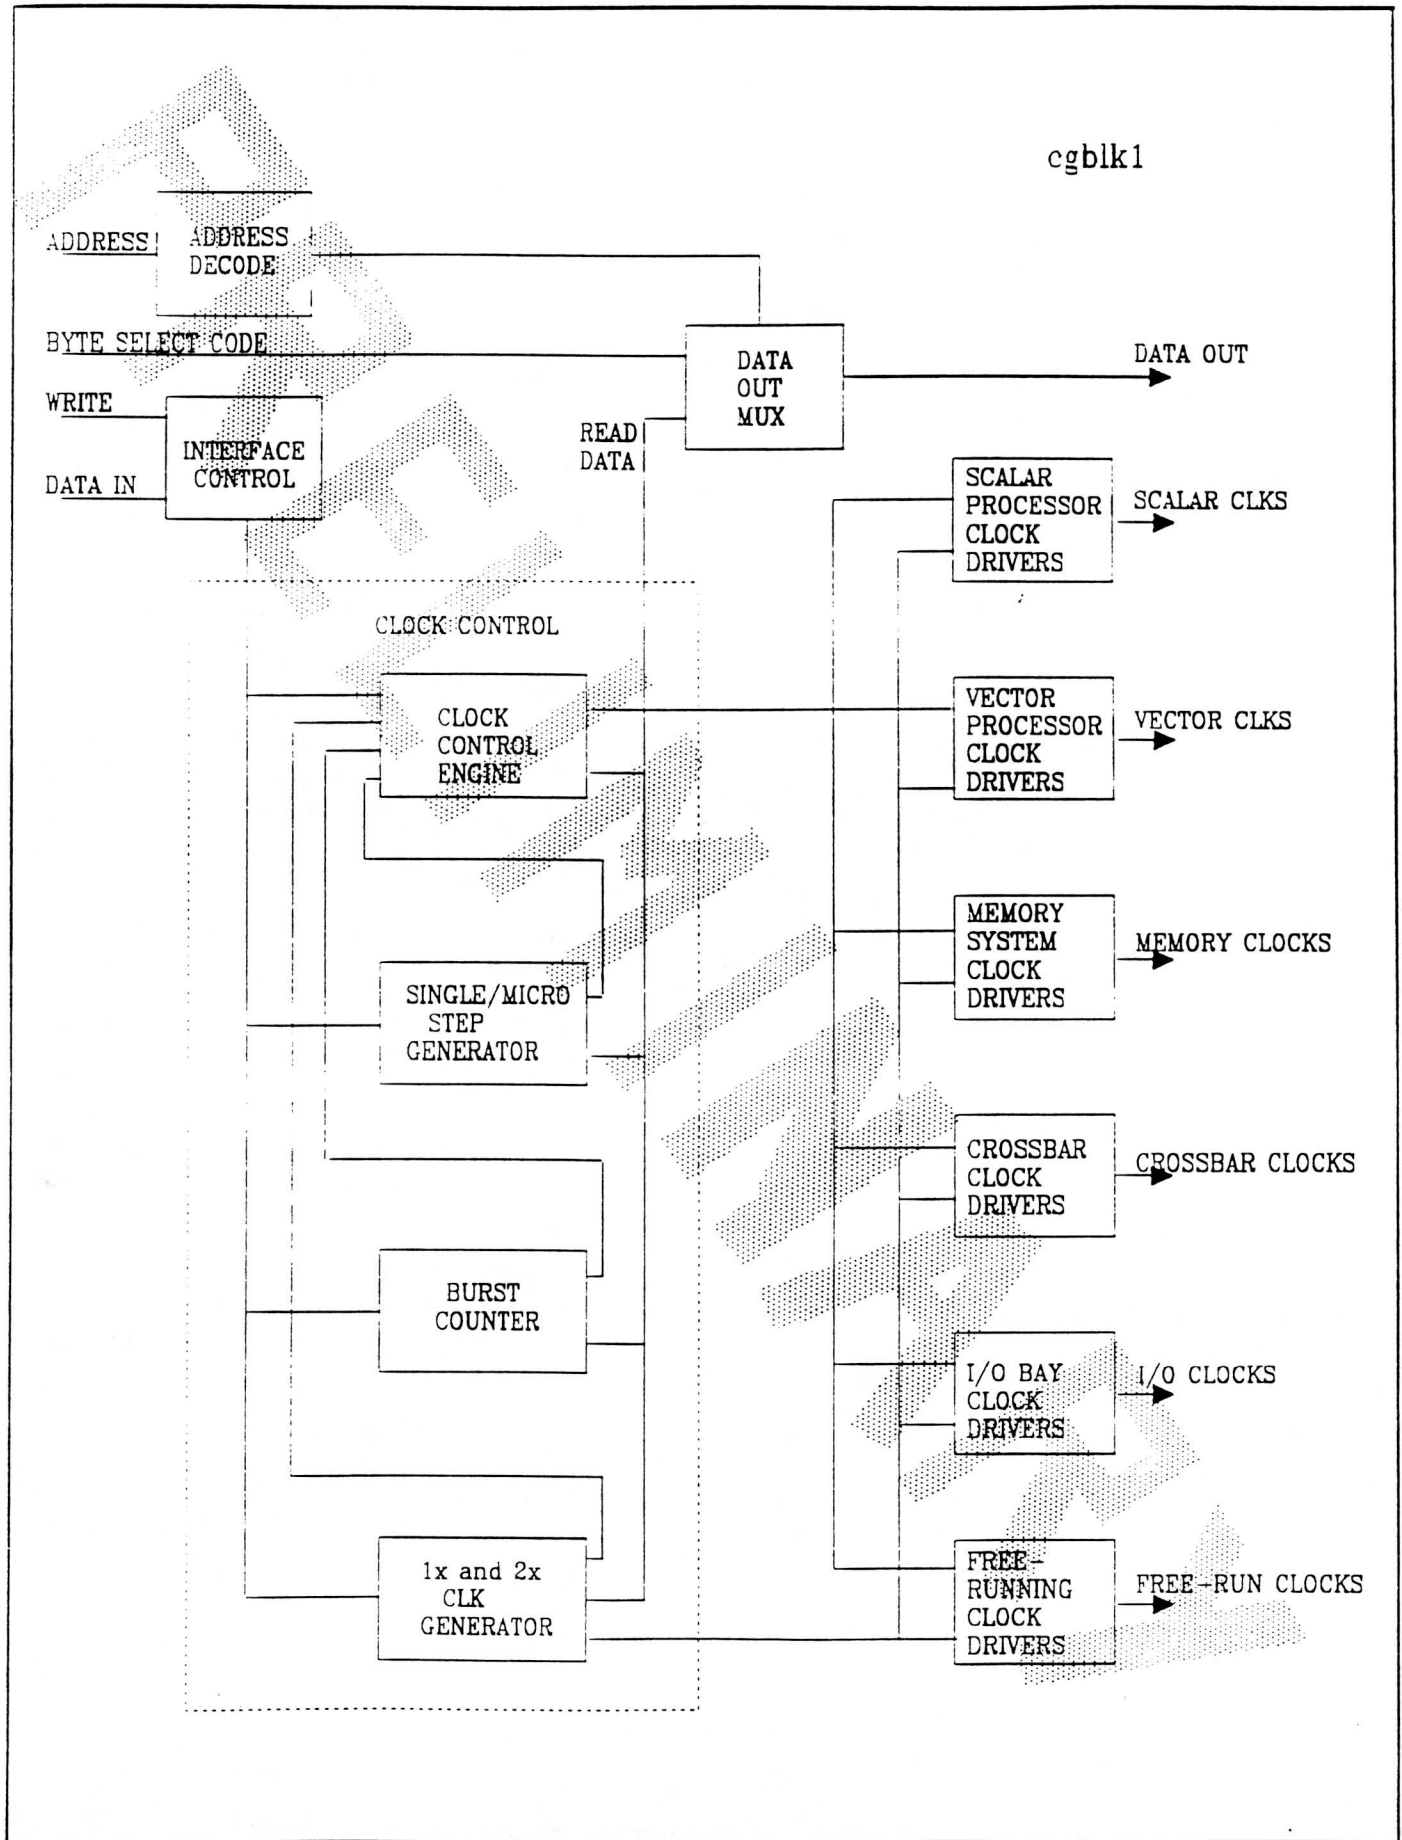 cgblk1
ADDRESS
ADDRESS
DECODE
BYTE SELECT CODE
DATA
OUT
MUX
DATA OUT
WRITE
INTERFACE
CONTROL
DATA IN
READ
DATA
SCALAR
PROCESSOR
CLOCK
DRIVERS
SCALAR CLKS
CLOCK CONTROL
CLOCK
CONTROL
ENGINE
VECTOR
PROCESSOR
CLOCK
DRIVERS
VECTOR CLKS
MEMORY
SYSTEM
CLOCK
DRIVERS
MEMORY CLOCKS
SINGLE/MICRO
STEP
GENERATOR
CROSSBAR
CLOCK
DRIVERS
CROSSBAR CLOCKS
BURST
COUNTER
I/O BAY
CLOCK
DRIVERS
I/O CLOCKS
1x and 2x
CLK
GENERATOR
FREE-
RUNNING
CLOCK
DRIVERS
FREE-RUN CLOCKS
PRELIMINARY